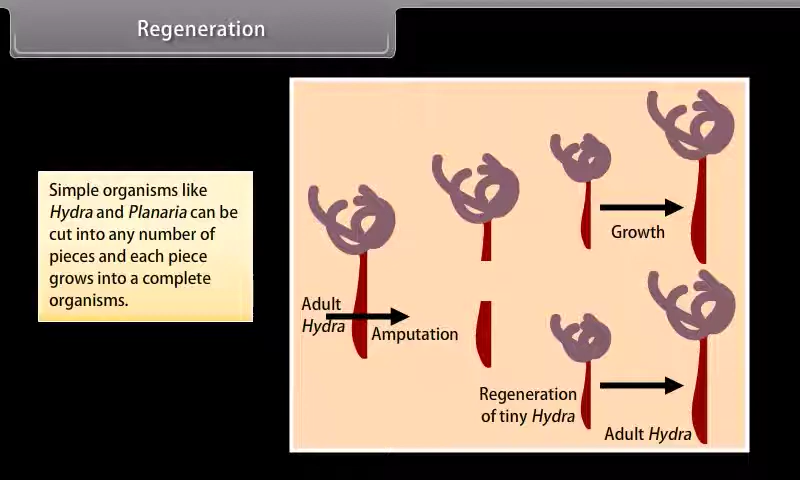 Regeneration
Simple organisms like
Hydra and Planaria can be
cut into any number of
pieces and each piece
grows into a complete
organisms.
Adult
Hydra
Amputation
Growth
Regeneration
of tiny Hydra
Adult Hydra